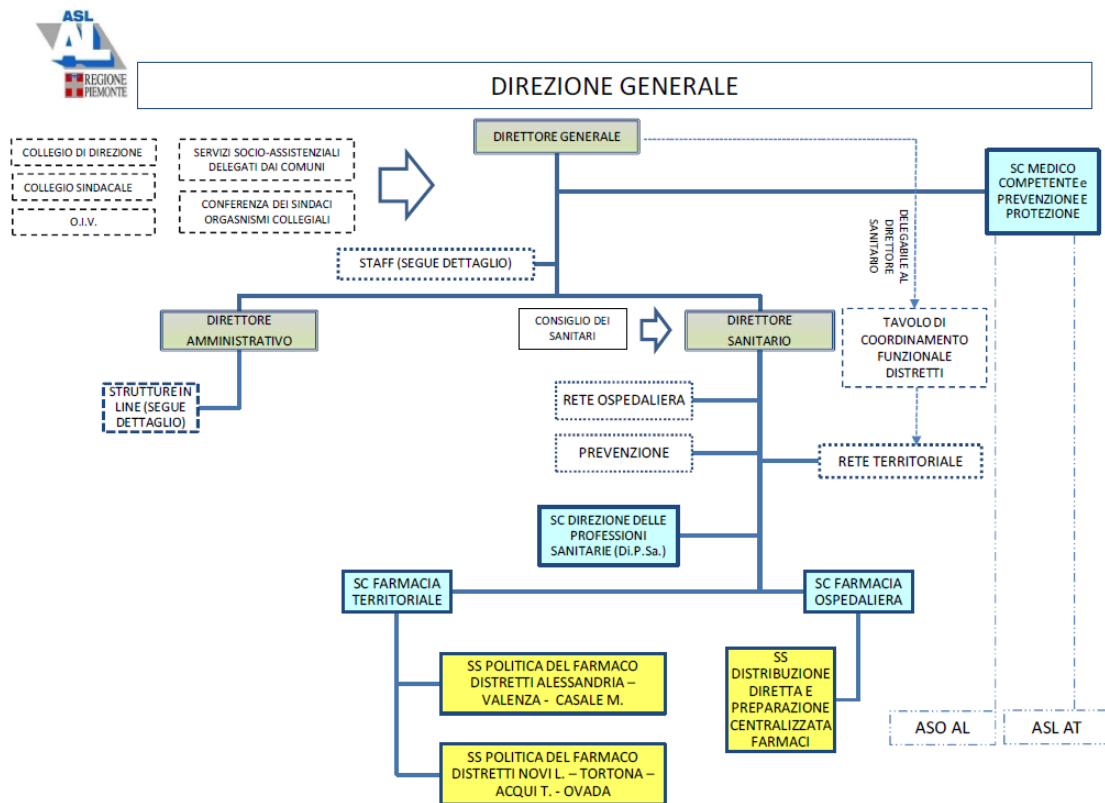 ASL
AL
REGIONE
PIEMONTE
DIREZIONE GENERALE
DIRETTORE GENERALE
COLLEGIO DI DIREZIONE
COLLEGIO SINDACALE
O.I.V.
SERVIZI SOCIO-ASSISTENZIALI
DELEGATI DAI COMUNI
CONFERENZA DEI SINDACI
ORGASNISMI COLLEGIALI
SC MEDICO
COMPETENTE e
PREVENZIONE E
PROTEZIONE
DELEGABILE AL
DIRETTORE
SANITARIO
STAFF (SEGUE DETTAGLIO)
DIRETTORE
AMMINISTRATIVO
CONSIGLIO DEI
SANITARI
DIRETTORE
SANITARIO
TAVOLO DI
COORDINAMENTO
FUNZIONALE
DISTRETTI
STRUTTURE IN
LINE (SEGUE
DETTAGLIO)
RETE OSPEDALIERA
PREVENZIONE
RETE TERRITORIALE
SC DIREZIONE DELLE
PROFESSIONI
SANITARIE (Di.P.Sa.)
SC FARMACIA
TERRITORIALE
SC FARMACIA
OSPEDALIERA
SS POLITICA DEL FARMACO
DISTRETTI ALESSANDRIA –
VALENZA - CASALE M.
SS
DISTRIBUZIONE
DIRETTA E
PREPARAZIONE
CENTRALIZZATA
FARMACI
ASO AL
ASL AT
SS POLITICA DEL FARMACO
DISTRETTI NOVI L. – TORTONA –
ACQUI T. - OVADA